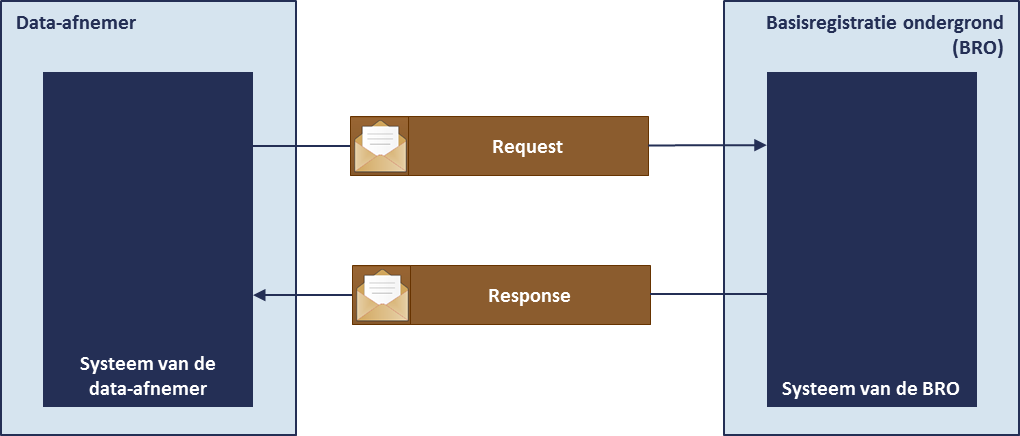 Data-afnemer
Basisregistratie ondergrond
(BRO)
Request
Response
Systeem van de
data-afnemer
Systeem van de BRO